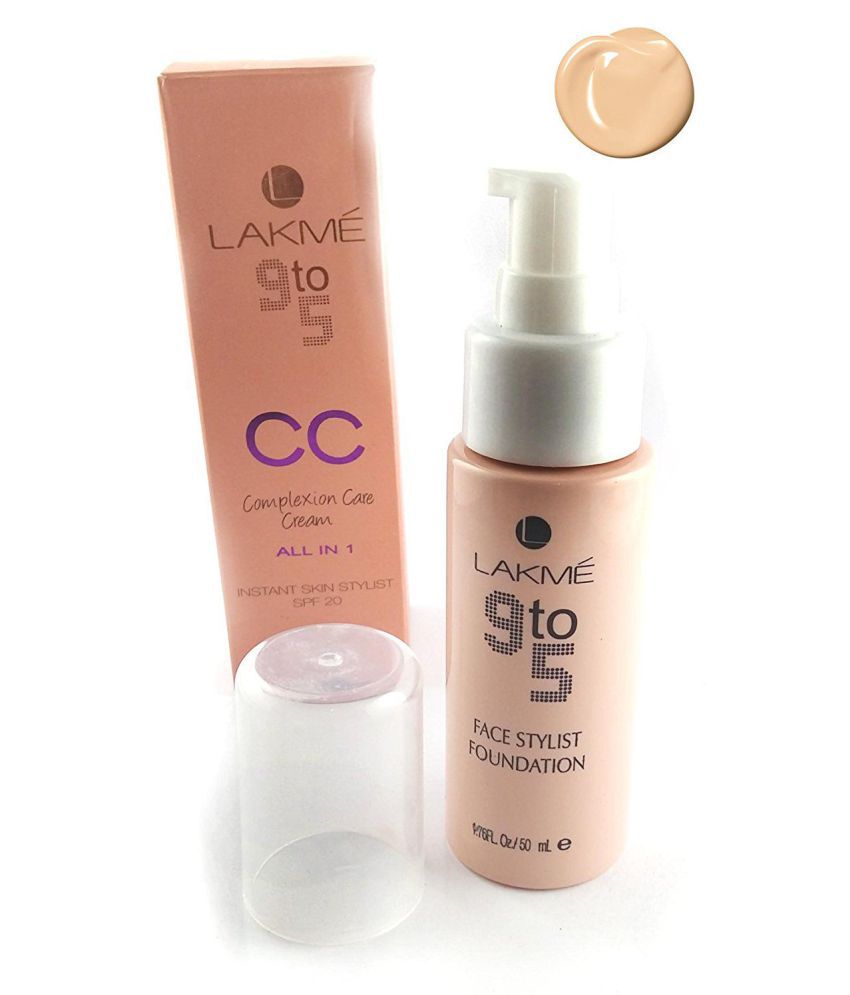 L
LAKMÉ
9to
5
CC
Complexion Care
Cream
ALL IN 1
INSTANT SKIN STYLIST
SPF 20
L
LAKMÉ
9to
5
FACE STYLIST
FOUNDATION
1.76FL. Oz./50 mL e